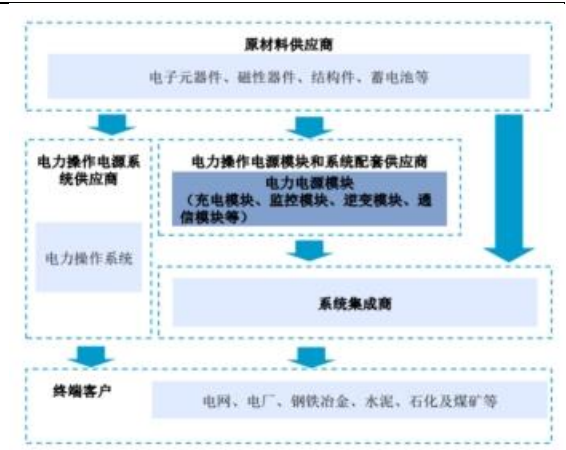 原材料供应商
电子元器件、磁性器件、结构件、蓄电池等
电力操作电源系
统供应商
电力操作系统
电力操作电源模块和系统配套供应商
电力电源模块
（充电模块、监控模块、逆变模块、通
信模块等）
系统集成商
终端客户
电网、电厂、钢铁冶金、水泥、石化及煤矿等